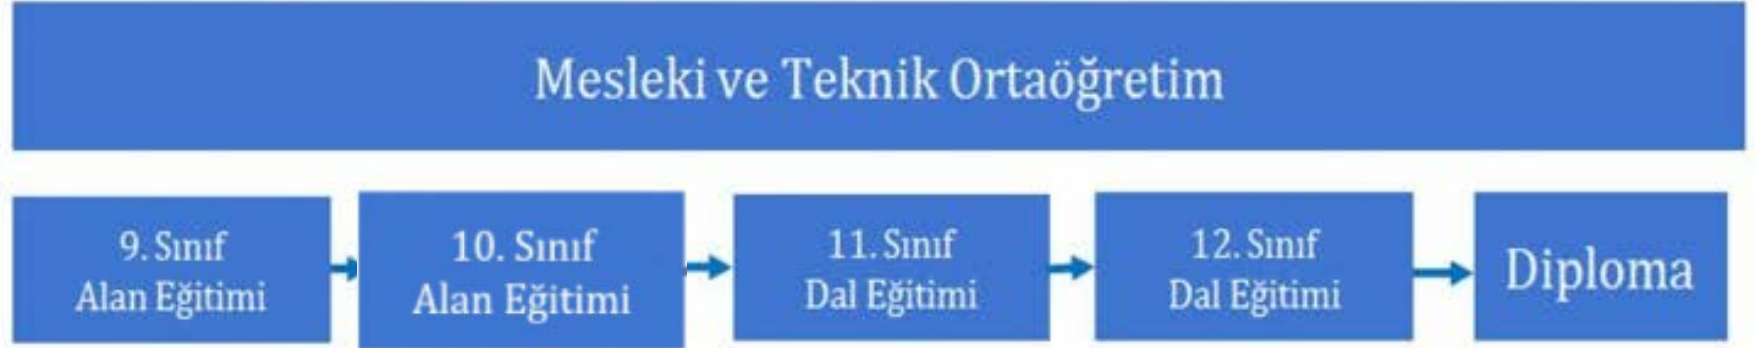 Mesleki ve Teknik Ortaöğretim
9. Sınıf
Alan Eğitimi
10. Sınıf
Alan Eğitimi
11. Sınıf
Dal Eğitimi
12. Sınıf
Dal Eğitimi
Diploma